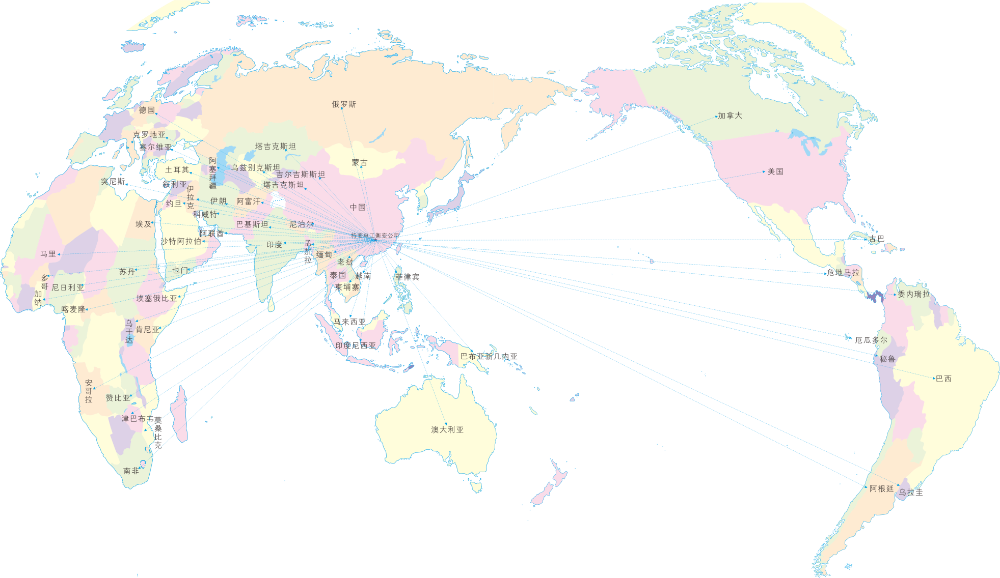 俄罗斯
德国
加拿大
克罗地亚
塞尔维亚
塔吉克斯坦
蒙古
阿塞拜疆
乌兹别克斯坦
土耳其
美国
吉尔吉斯斯坦
突尼斯
叙利亚
塔吉克斯坦
伊拉克
伊朗
阿富汗
约旦
中国
科威特
埃及
巴基斯坦
尼泊尔
阿联酋
特变电工衡变公司
古巴
沙特阿拉伯
印度
孟加拉
马里
缅甸
老挝
苏丹
也门
泰国
越南
菲律宾
危地马拉
多哥
尼日利亚
柬埔寨
委内瑞拉
加纳
埃塞俄比亚
喀麦隆
马来西亚
乌干达
肯尼亚
厄瓜多尔
印度尼西亚
巴布亚新几内亚
秘鲁
巴西
安哥拉
赞比亚
津巴布韦
莫桑比克
澳大利亚
南非
阿根廷
乌拉圭